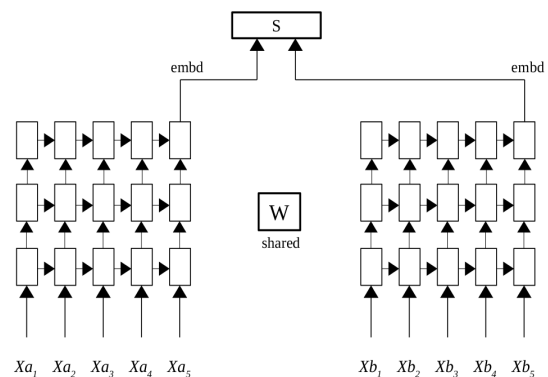 S
embd embd
W
shared
Xa₁ Xa₂ Xa₃ Xa₄ Xa₅ Xb₁ Xb₂ Xb₃ Xb₄ Xb₅